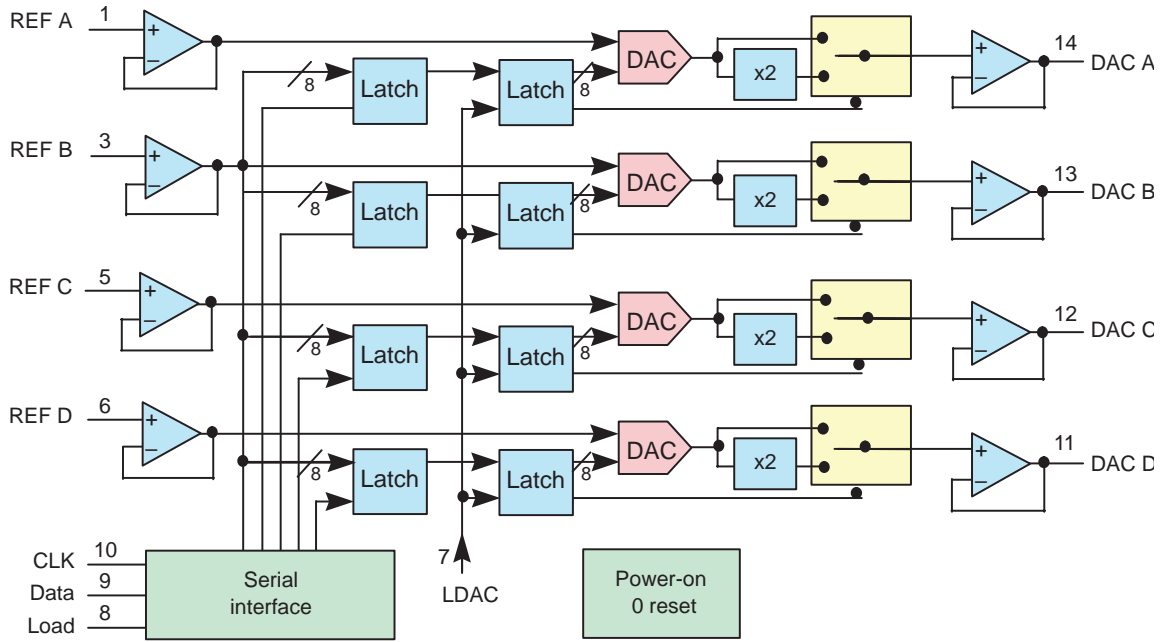 REF A 1
8
Latch
Latch
8
DAC
x2
14 DAC A
REF B 3
8
Latch
Latch
8
DAC
x2
13 DAC B
REF C 5
8
Latch
Latch
8
DAC
x2
12 DAC C
REF D 6
8
Latch
Latch
8
DAC
x2
11 DAC D
CLK 10
Data 9
Load 8
Serial
interface
7
LDAC
Power-on
0 reset